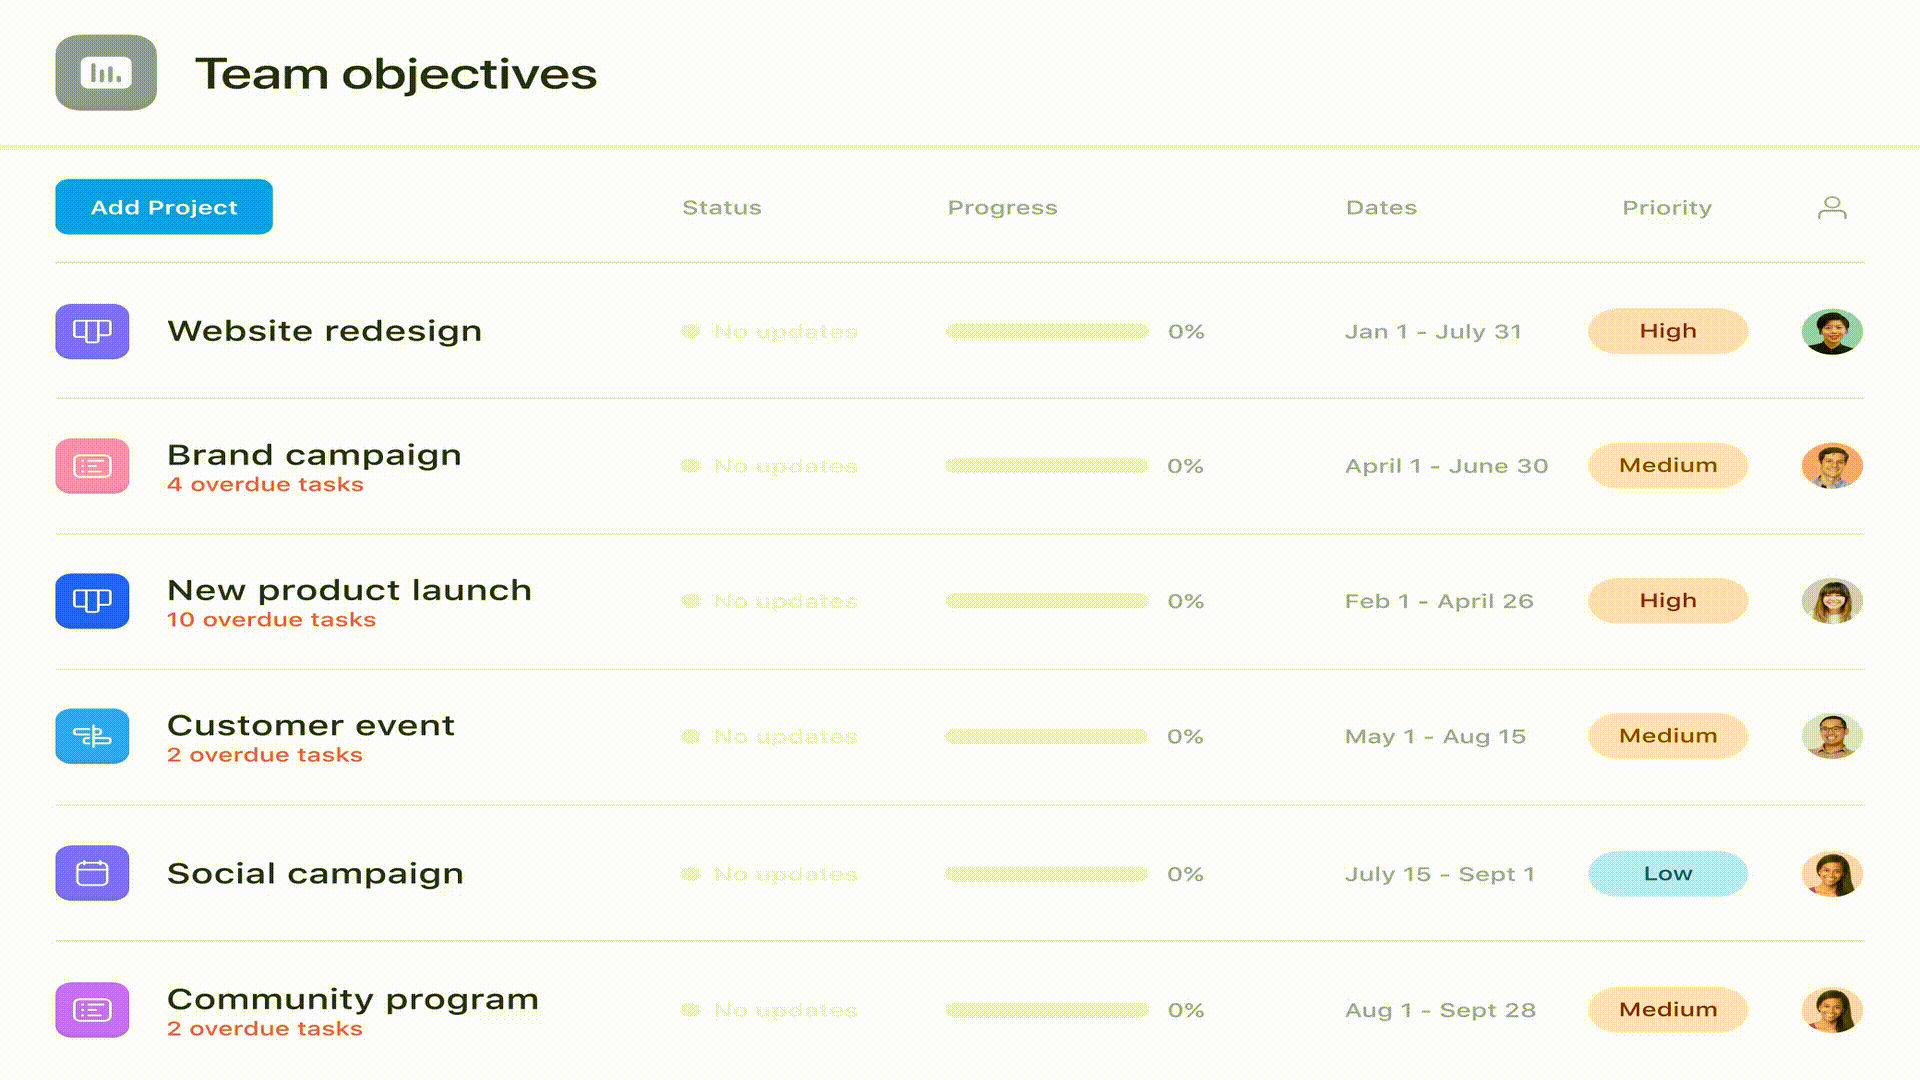 Team objectives
Add Project Status Progress Dates Priority
Website redesign No updates 0% Jan 1 - July 31 High
Brand campaign
4 overdue tasks
No updates 0% April 1 - June 30 Medium
New product launch
10 overdue tasks
No updates 0% Feb 1 - April 26 High
Customer event
2 overdue tasks
No updates 0% May 1 - Aug 15 Medium
Social campaign No updates 0% July 15 - Sept 1 Low
Community program
2 overdue tasks
No updates 0% Aug 1 - Sept 28 Medium